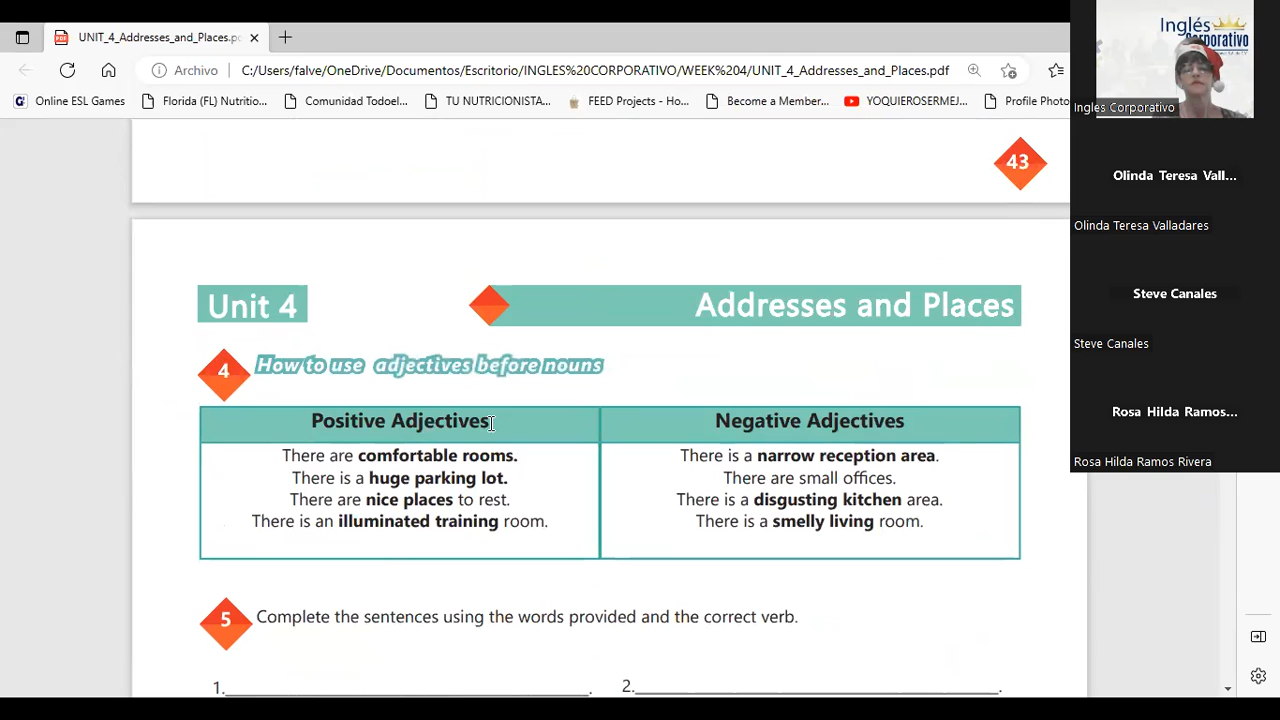 UNIT_4_Addresses_and_Places.p
Archivo
C:/Users/falve/OneDrive/Documentos/Escritorio/INGLES%20CORPORATIVO/WEEK%204/UNIT_4_Addresses_and_Places.pdf
Online ESL Games
Florida (FL) Nutritio...
Comunidad Todoel...
TU NUTRICIONISTA...
FEED Projects - Ho...
Become a Member...
YOQUIEROSERMEJ...
Profile Photo
43
Unit 4
Addresses and Places
4
How to use adjectives before nouns
Positive Adjectives
Negative Adjectives
There are comfortable rooms.
There is a huge parking lot.
There are nice places to rest.
There is an illuminated training room.
There is a narrow reception area.
There are small offices.
There is a disgusting kitchen area.
There is a smelly living room.
5
Complete the sentences using the words provided and the correct verb.
1.______________________________.
2.______________________________.
Inglés
Corporativo
Ingles Corporativo
Olinda Teresa Vall...
Olinda Teresa Valladares
Steve Canales
Steve Canales
Rosa Hilda Ramos...
Rosa Hilda Ramos Rivera